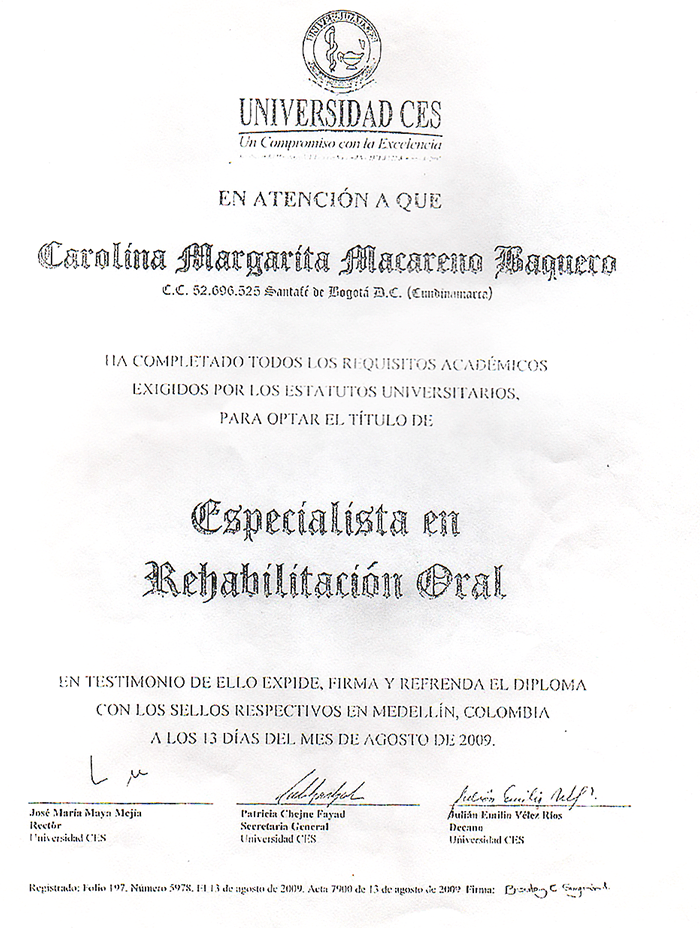 UNIVERSIDAD CES
UNIVERSIDAD CES
Un Compromiso con la Excelencia
EN ATENCIÓN A QUE
Carolina Margarita Macareno Baquero
C.C. 52.696.525 Santafé de Bogotá D.C. (Cundinamarca)
HA COMPLETADO TODOS LOS REQUISITOS ACADÉMICOS
EXIGIDOS POR LOS ESTATUTOS UNIVERSITARIOS,
PARA OPTAR EL TÍTULO DE
Especialista en
Rehabilitación Oral
EN TESTIMONIO DE ELLO EXPIDE, FIRMA Y REFRENDA EL DIPLOMA
CON LOS SELLOS RESPECTIVOS EN MEDELLÍN, COLOMBIA
A LOS 13 DÍAS DEL MES DE AGOSTO DE 2009.
José María Maya Mejía
Rector
Universidad CES
Patricia Chejne Fayad
Secretaria General
Universidad CES
Julián Emilio Vélez Ríos
Decano
Universidad CES
Registrado: Folio 197, Número 5978, El 13 de agosto de 2009, Acta 7900 de 13 de agosto de 2009 Firma: